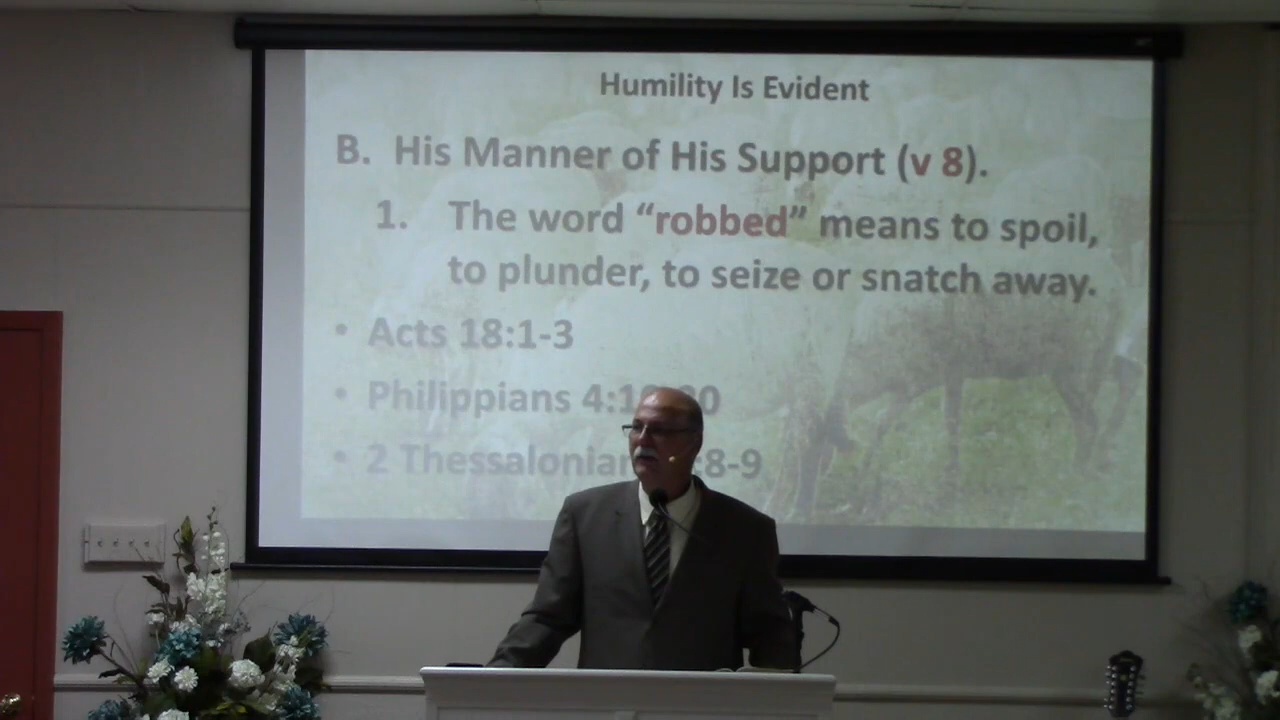 Humility Is Evident
B. His Manner of His Support (v 8).
1. The word “robbed” means to spoil,
to plunder, to seize or snatch away.
• Acts 18:1-3
• Philippians
• 2